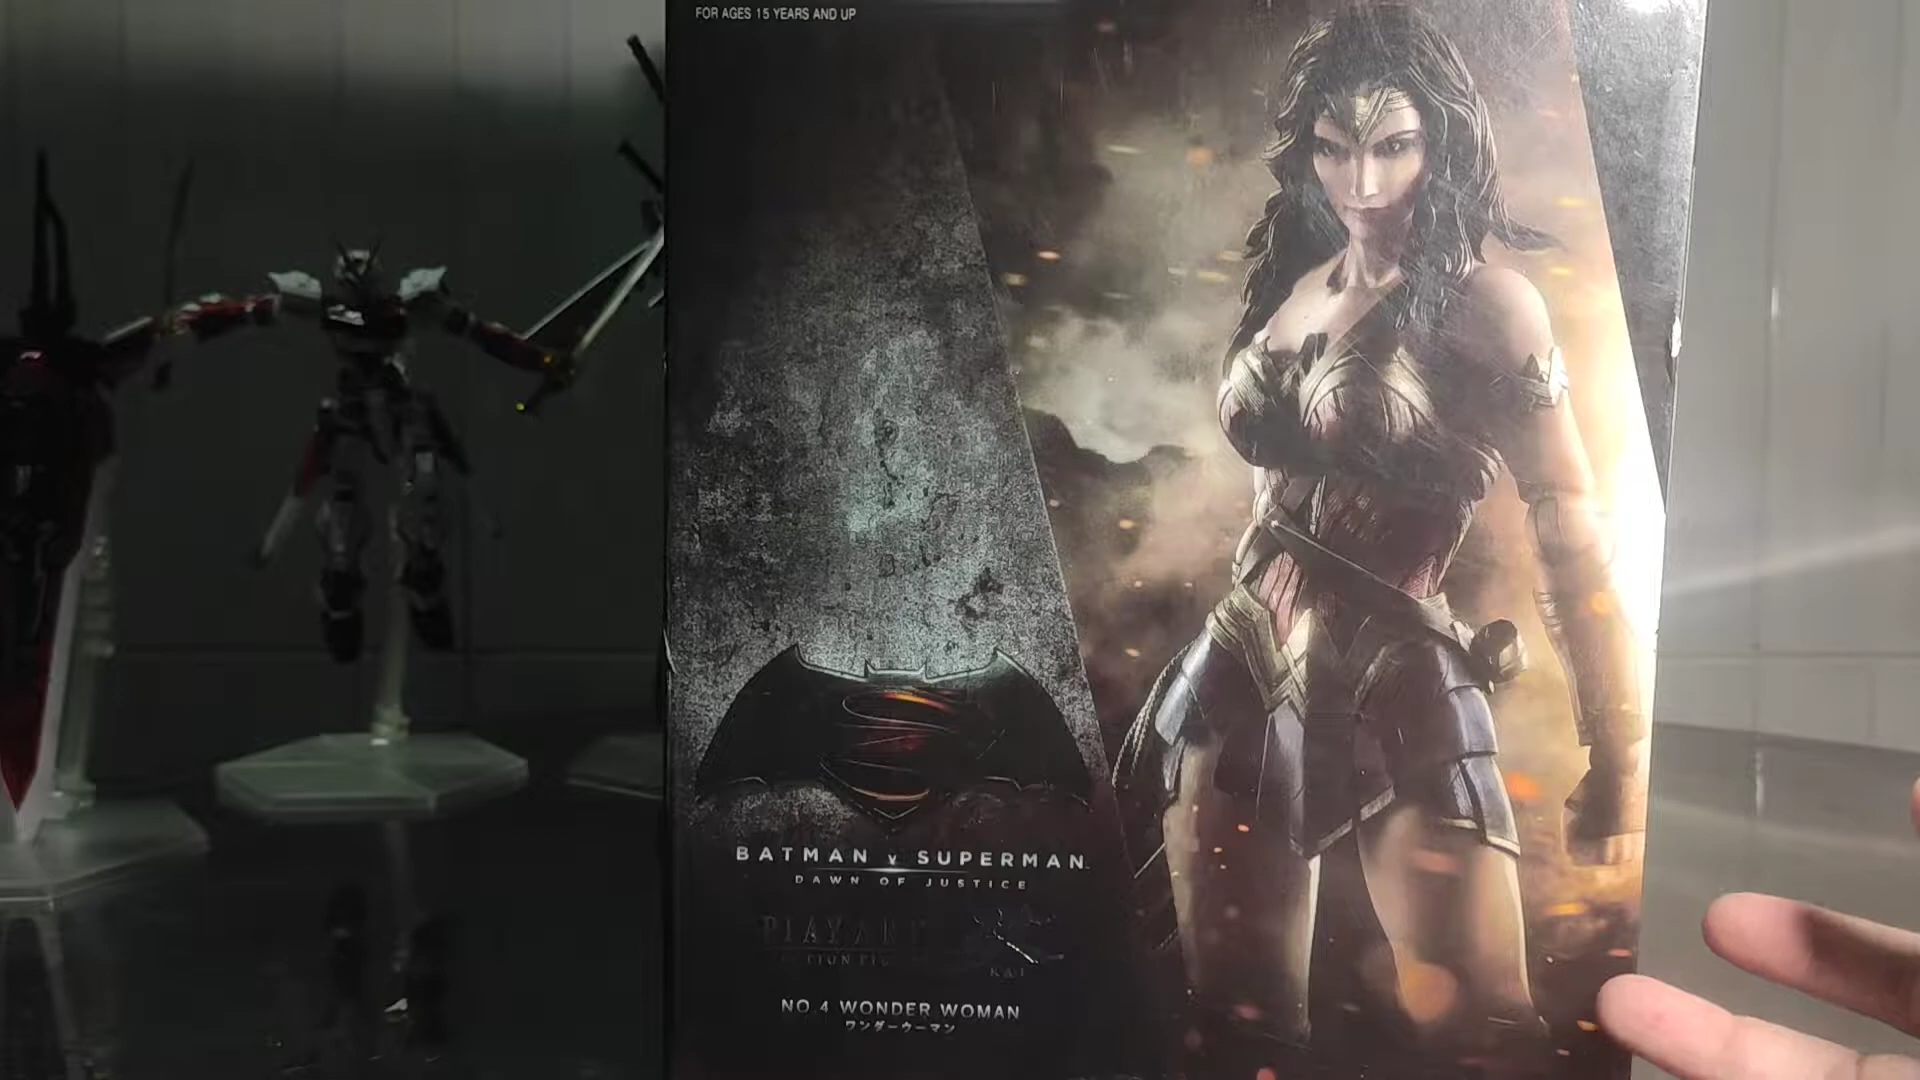 FOR AGES 15 YEARS AND UP
BATMAN v SUPERMAN
DAWN OF JUSTICE
KAI
NO.4 WONDER WOMAN
ワンダーウーマン